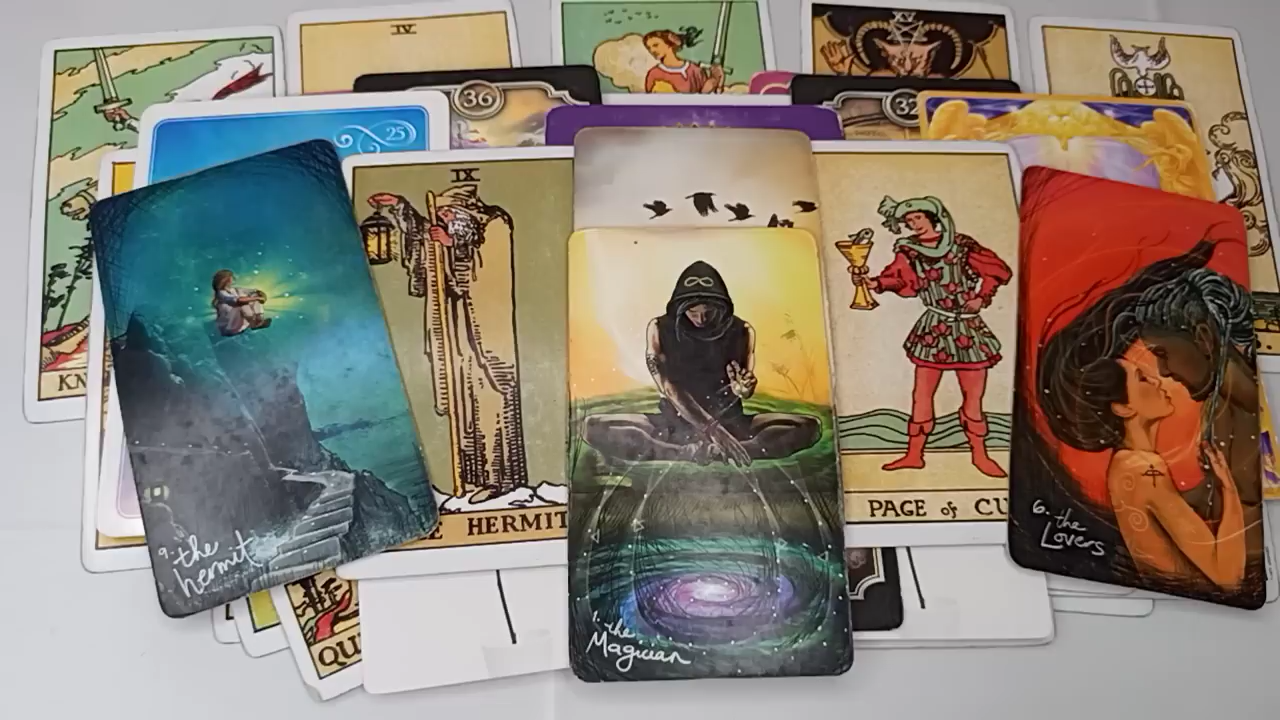 IV
XV
36
32
25
IX
KN
HERMIT
PAGE of CU
9. the
hermit
6. the
Lovers
1. the
Magician
QU